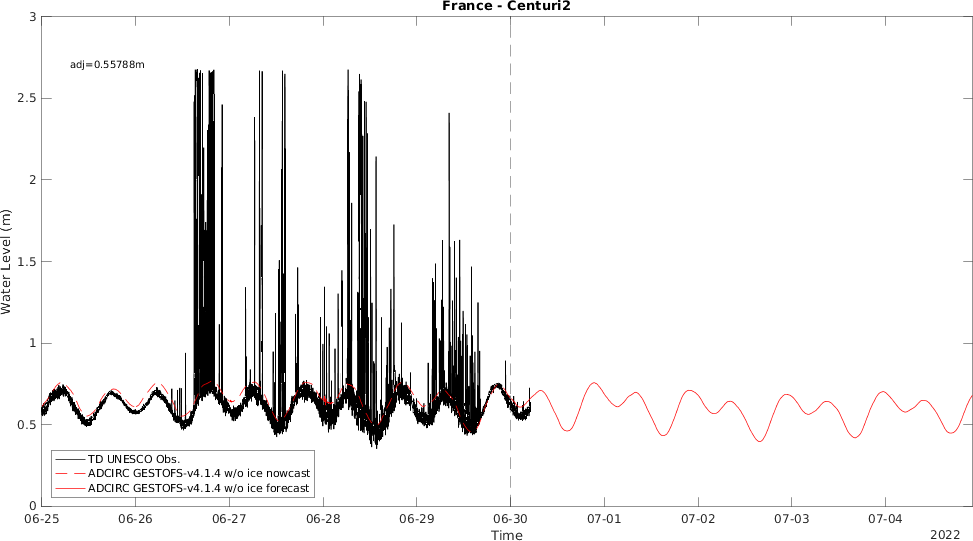 France - Centuri2
3
adj=0.55788m
2.5
2
1.5
1
0.5
0
Water Level (m)
TD UNESCO Obs.
ADCIRC GESTOFS-v4.1.4 w/o ice nowcast
ADCIRC GESTOFS-v4.1.4 w/o ice forecast
06-25 06-26 06-27 06-28 06-29 06-30 07-01 07-02 07-03 07-04
Time
2022